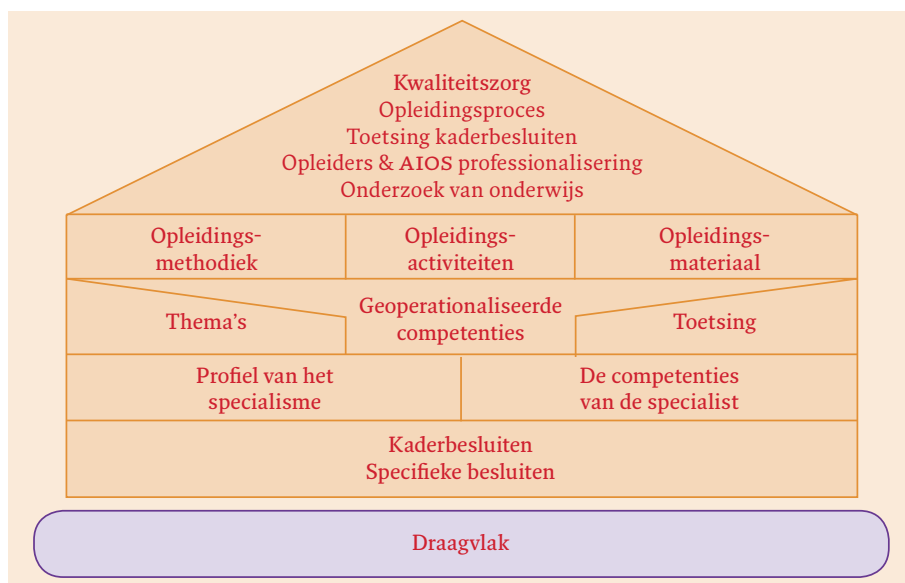 Kwaliteitszorg
Opleidingsproces
Toetsing kaderbesluiten
Opleiders & AIOS professionalisering
Onderzoek van onderwijs
Opleidings-
methodiek
Opleidings-
activiteiten
Opleidings-
materiaal
Thema's
Geoperationaliseerde
competenties
Toetsing
Profiel van het
specialisme
De competenties
van de specialist
Kaderbesluiten
Specifieke besluiten
Draagvlak